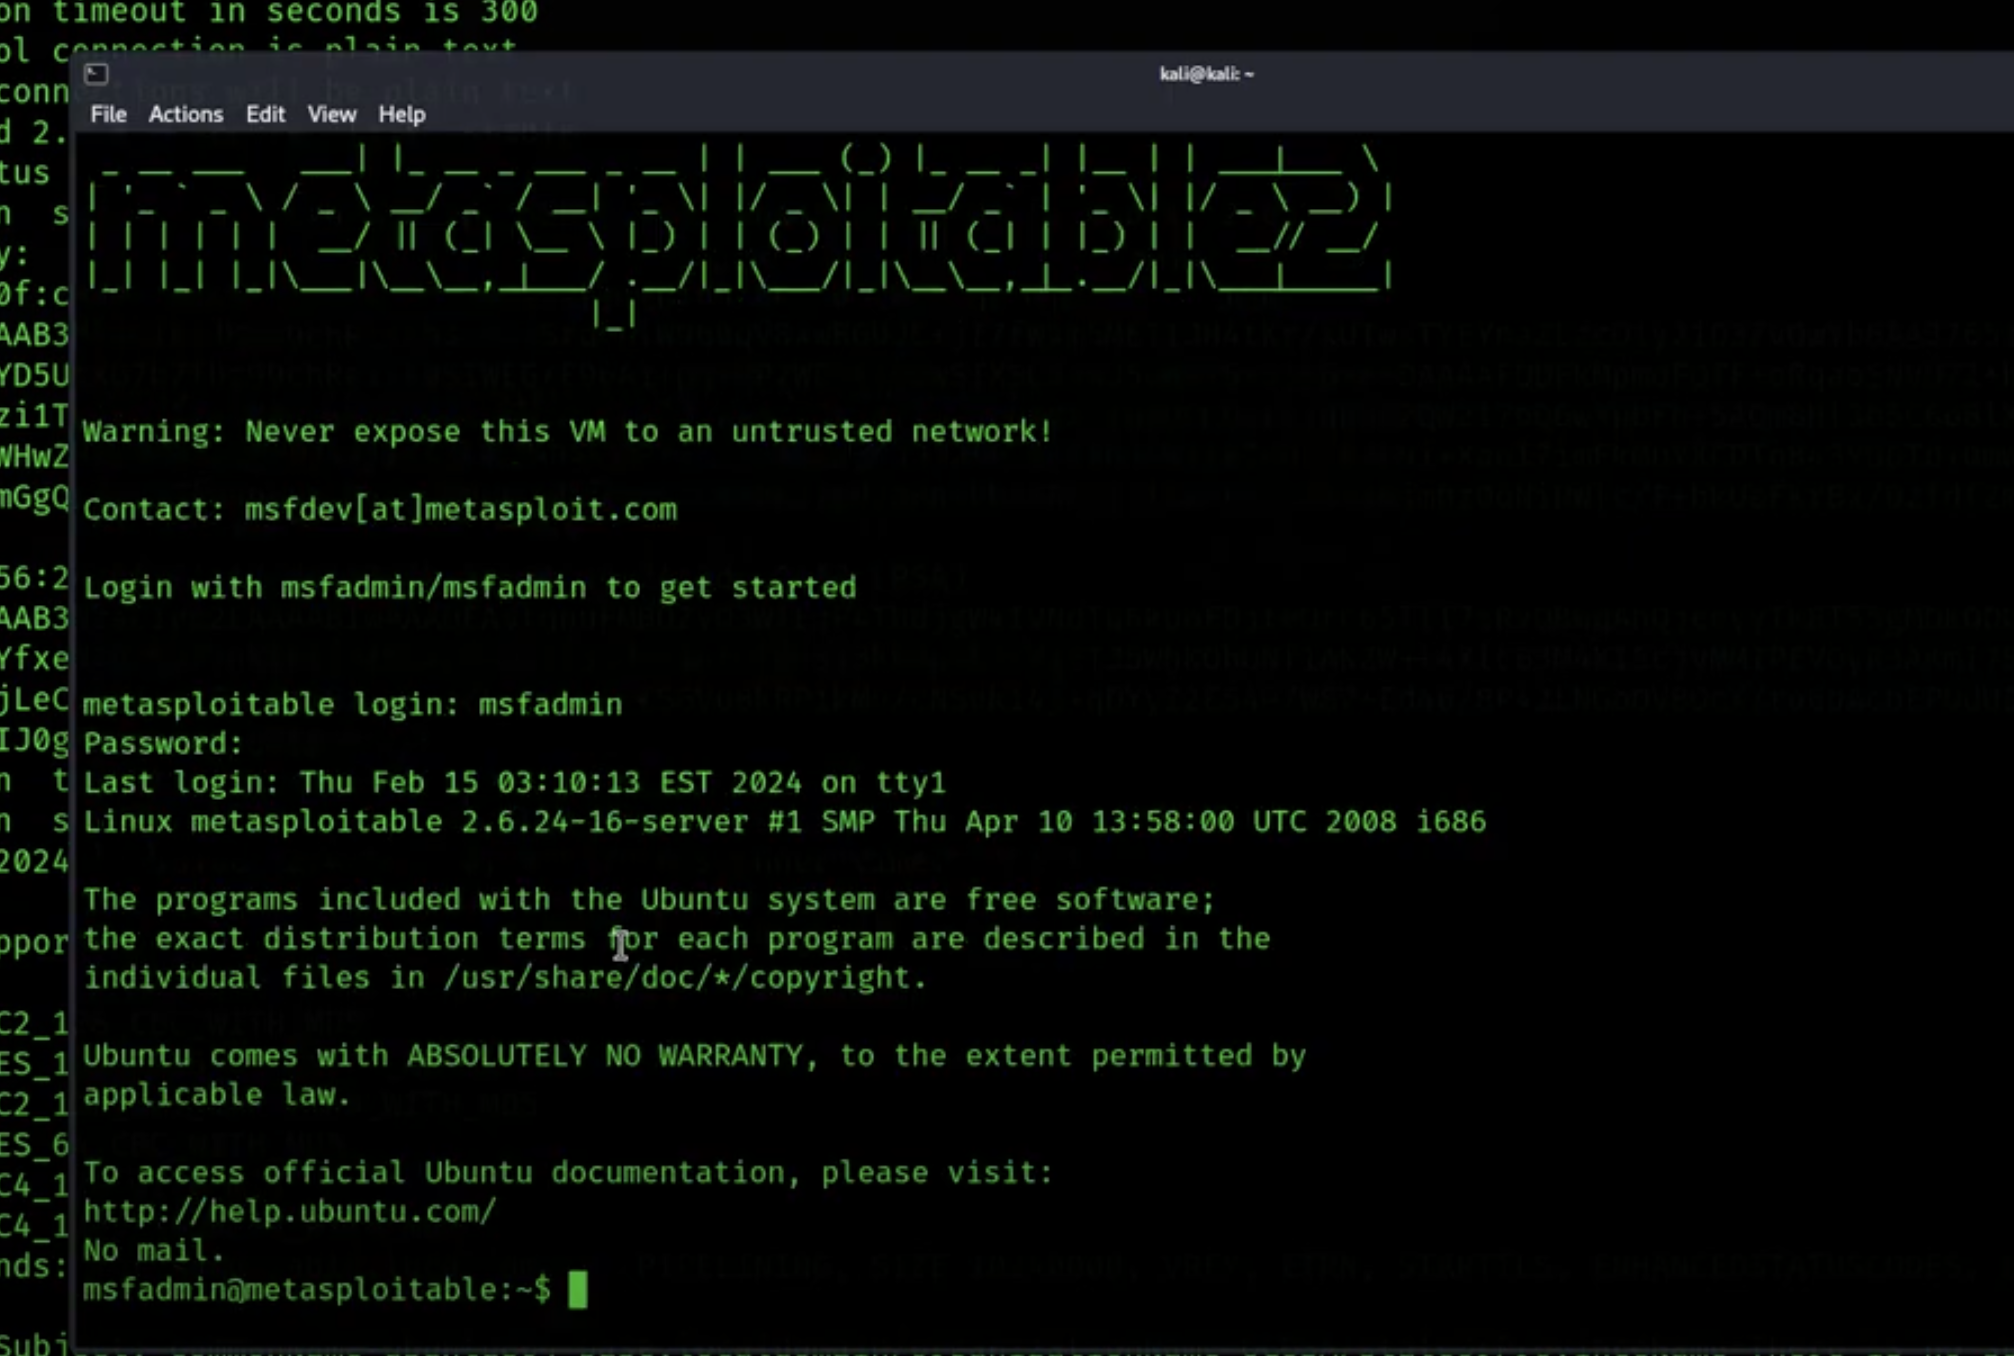 on timeout in seconds is 300
ol connection is plain text
conn
d 2.
tus
n s
y:
0f:c
AAB3
YD5U
zi1T
WHwZ
mGgQ
56:2
AAB3
Yfxe
jLeC
IJ0g
n t
n s
2024
ppor
C2_1
ES_1
C2_1
ES_6
C4_1
C4_1
nds:
Subj
kali@kali: ~
File Actions Edit View Help
metasploitable2
Warning: Never expose this VM to an untrusted network!
Contact: msfdev[at]metasploit.com
Login with msfadmin/msfadmin to get started
metasploitable login: msfadmin
Password:
Last login: Thu Feb 15 03:10:13 EST 2024 on tty1
Linux metasploitable 2.6.24-16-server #1 SMP Thu Apr 10 13:58:00 UTC 2008 i686
The programs included with the Ubuntu system are free software;
the exact distribution terms for each program are described in the
individual files in /usr/share/doc/*/copyright.
Ubuntu comes with ABSOLUTELY NO WARRANTY, to the extent permitted by
applicable law.
To access official Ubuntu documentation, please visit:
http://help.ubuntu.com/
No mail.
msfadmin@metasploitable:~$